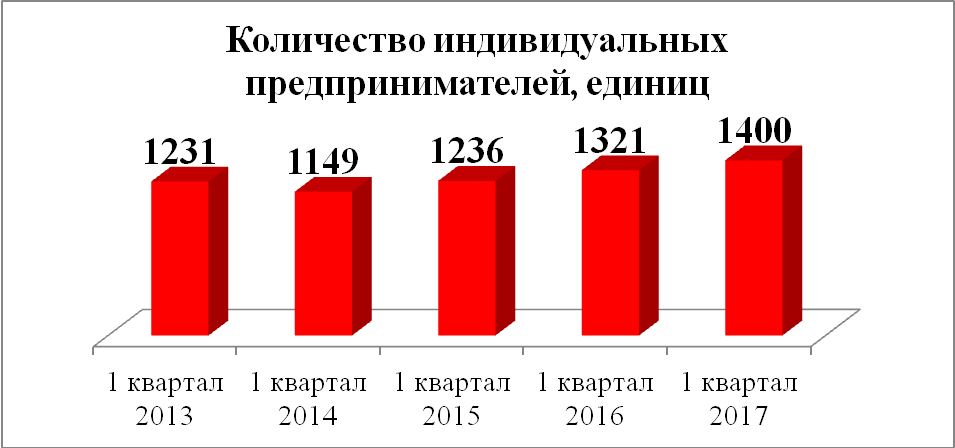 Количество индивидуальных
предпринимателей, единиц
1231
1149
1236
1321
1400
1 квартал
2013
1 квартал
2014
1 квартал
2015
1 квартал
2016
1 квартал
2017